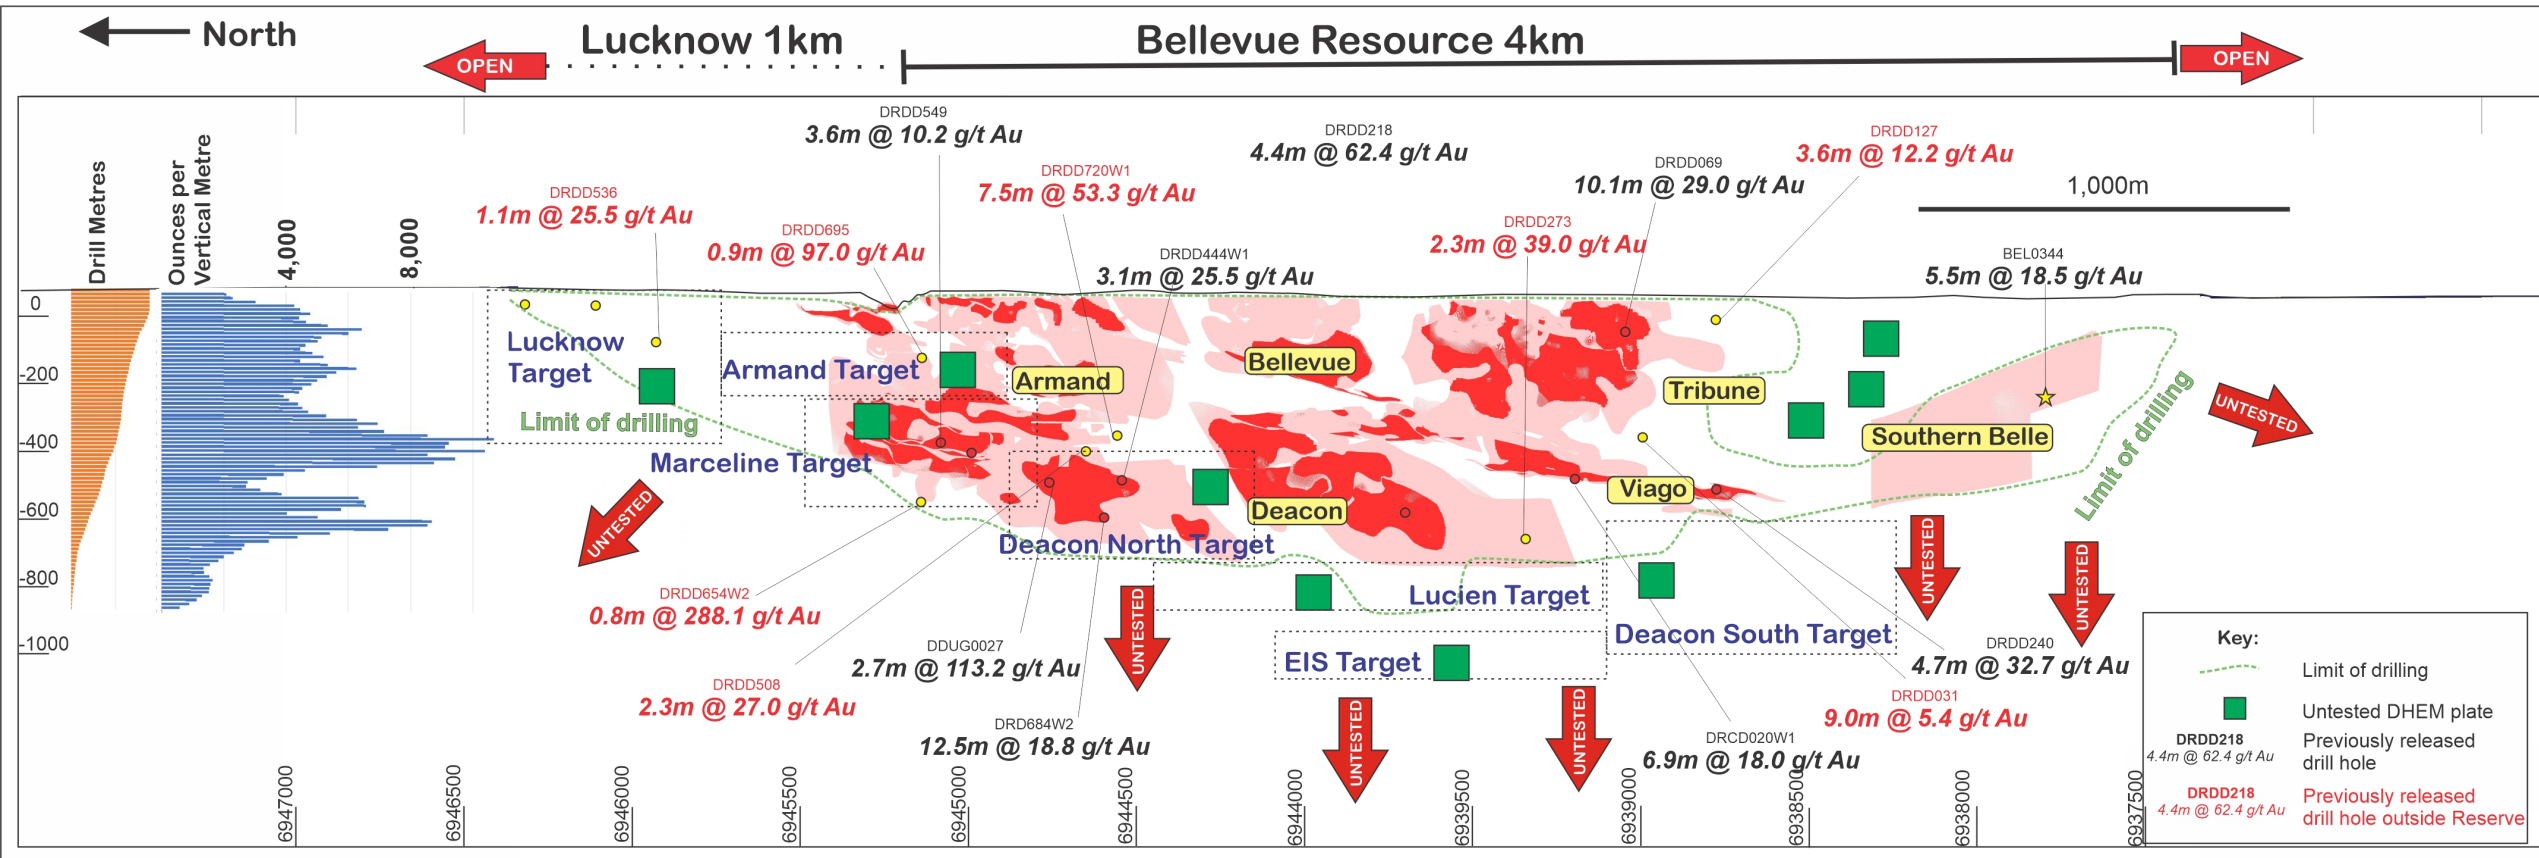 North
Lucknow 1km
Bellevue Resource 4km
OPEN
OPEN
DRDD549
3.6m @ 10.2 g/t Au
DRDD218
4.4m @ 62.4 g/t Au
DRDD127
3.6m @ 12.2 g/t Au
DRDD720W1
7.5m @ 53.3 g/t Au
DRDD069
10.1m @ 29.0 g/t Au
1,000m
DRDD536
1.1m @ 25.5 g/t Au
DRDD695
0.9m @ 97.0 g/t Au
DRDD273
2.3m @ 39.0 g/t Au
DRDD444W1
3.1m @ 25.5 g/t Au
BEL0344
5.5m @ 18.5 g/t Au
Drill Metres
Ounces per
Vertical Metre
4,000
8,000
0
-200
-400
-600
-800
-1000
Lucknow
Target
Limit of drilling
Armand Target
Armand
Bellevue
Tribune
Southern Belle
Limit of drilling
UNTESTED
Marceline Target
UNTESTED
Deacon
Viago
Deacon North Target
Lucien Target
Deacon South Target
EIS Target
UNTESTED
UNTESTED
UNTESTED
UNTESTED
UNTESTED
DRDD654W2
0.8m @ 288.1 g/t Au
DDUG0027
2.7m @ 113.2 g/t Au
DRDD508
2.3m @ 27.0 g/t Au
DRD684W2
12.5m @ 18.8 g/t Au
DRDD240
4.7m @ 32.7 g/t Au
DRDD031
9.0m @ 5.4 g/t Au
DRCD020W1
6.9m @ 18.0 g/t Au
6947000
6946500
6946000
6945500
6945000
6944500
6944000
6939500
6939000
6938500
6938000
6937500
Key:
Limit of drilling
Untested DHEM plate
DRDD218
4.4m @ 62.4 g/t Au
Previously released
drill hole
DRDD218
4.4m @ 62.4 g/t Au
Previously released
drill hole outside Reserve